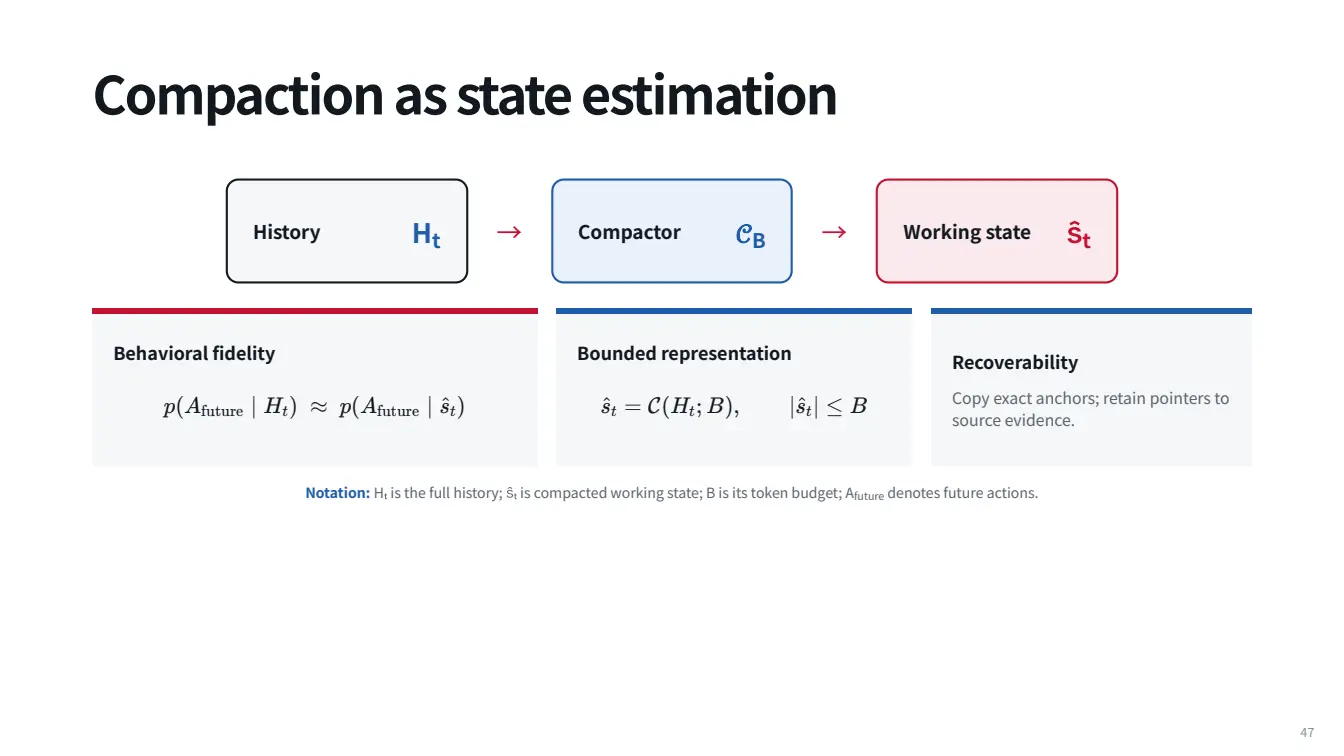 Compaction as state estimation
History Hₜ → Compactor 𝒞_B → Working state ŝₜ
Behavioral fidelity
p(A_future | Hₜ) ≈ p(A_future | ŝₜ)
Bounded representation
ŝₜ = 𝒞(Hₜ; B), |ŝₜ| ≤ B
Recoverability
Copy exact anchors; retain pointers to
source evidence.
Notation: Hₜ is the full history; ŝₜ is compacted working state; B is its token budget; A_future denotes future actions.
47